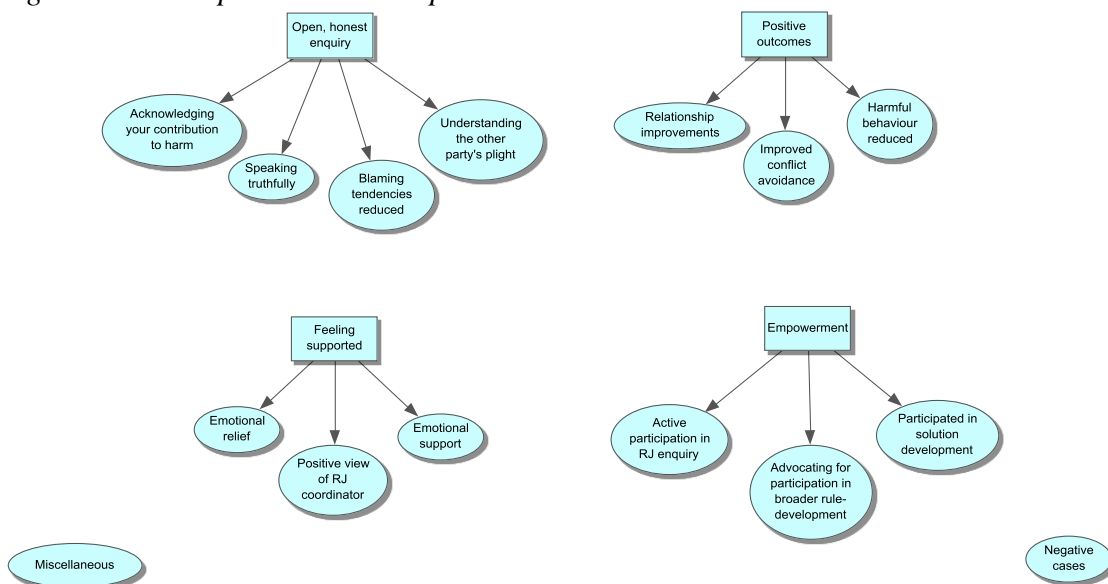 Open, honest
enquiry
Acknowledging
your contribution
to harm
Speaking
truthfully
Blaming
tendencies
reduced
Understanding
the other
party's plight
Positive
outcomes
Relationship
improvements
Improved
conflict
avoidance
Harmful
behaviour
reduced
Feeling
supported
Emotional
relief
Positive view
of RJ
coordinator
Emotional
support
Empowerment
Active
participation in
RJ enquiry
Advocating for
participation in
broader rule-
development
Participated in
solution
development
Miscellaneous
Negative
cases